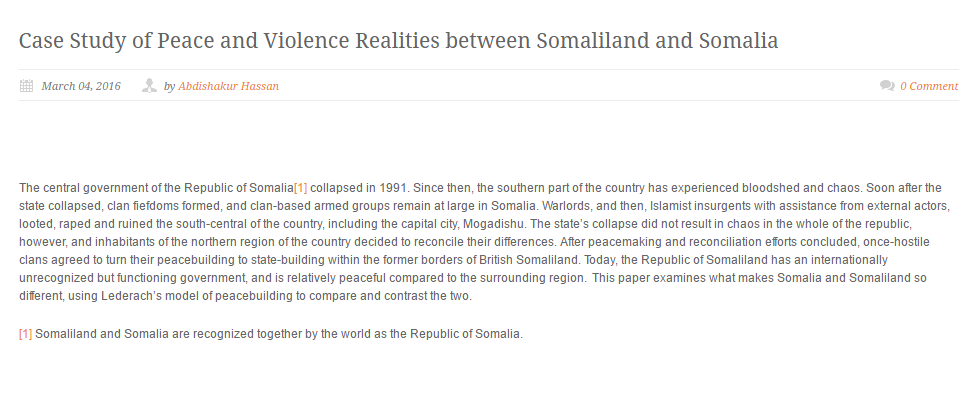 Case Study of Peace and Violence Realities between Somaliland and Somalia
March 04, 2016 by Abdishakur Hassan 0 Comment
The central government of the Republic of Somalia[1] collapsed in 1991. Since then, the southern part of the country has experienced bloodshed and chaos. Soon after the
state collapsed, clan fiefdoms formed, and clan-based armed groups remain at large in Somalia. Warlords, and then, Islamist insurgents with assistance from external actors,
looted, raped and ruined the south-central of the country, including the capital city, Mogadishu. The state's collapse did not result in chaos in the whole of the republic,
however, and inhabitants of the northern region of the country decided to reconcile their differences. After peacemaking and reconciliation efforts concluded, once-hostile
clans agreed to turn their peacebuilding to state-building within the former borders of British Somaliland. Today, the Republic of Somaliland has an internationally
unrecognized but functioning government, and is relatively peaceful compared to the surrounding region. This paper examines what makes Somalia and Somaliland so
different, using Lederach's model of peacebuilding to compare and contrast the two.
[1] Somaliland and Somalia are recognized together by the world as the Republic of Somalia.